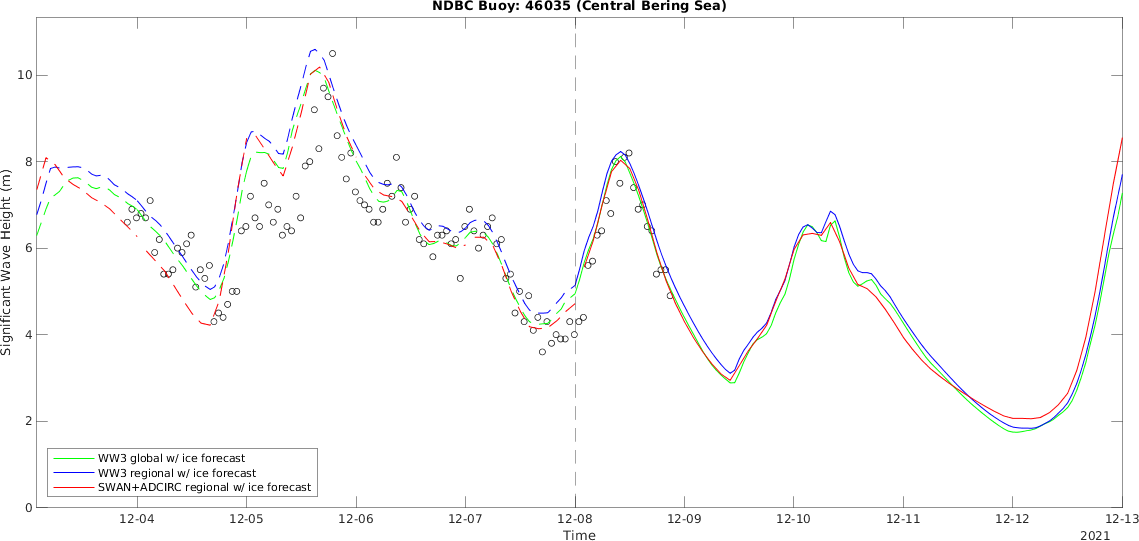 NDBC Buoy: 46035 (Central Bering Sea)
Significant Wave Height (m)
10
8
6
4
2
0
WW3 global w/ ice forecast
WW3 regional w/ ice forecast
SWAN+ADCIRC regional w/ ice forecast
12-04 12-05 12-06 12-07 12-08 12-09 12-10 12-11 12-12 12-13
Time
2021